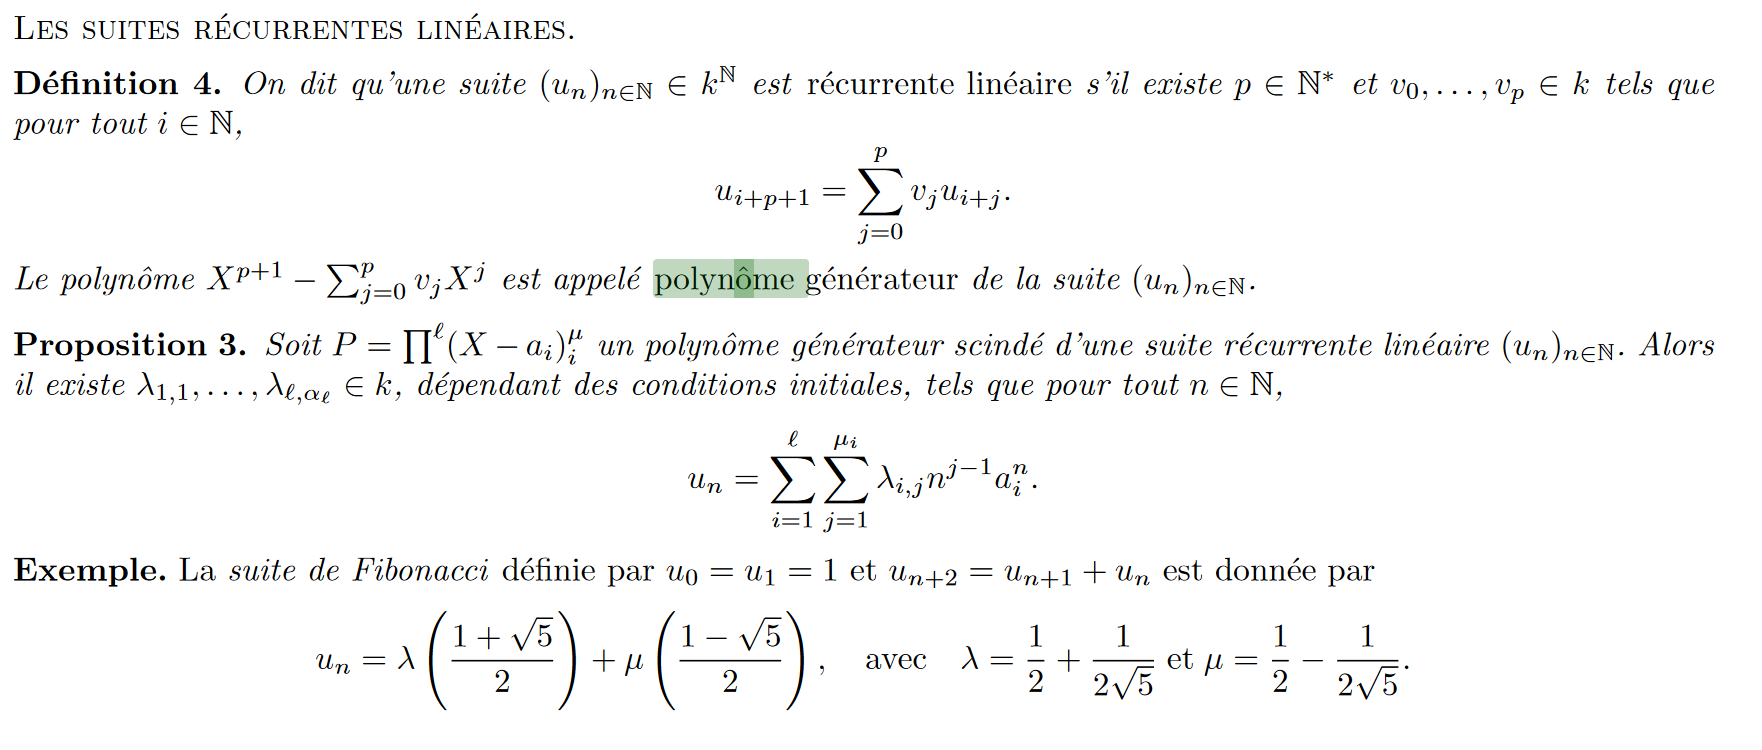 LES SUITES RÉCURRENTES LINÉAIRES.
Définition 4. On dit qu'une suite $(u_n)_{n\in\mathbb{N}} \in k^{\mathbb{N}}$ est récurrente linéaire s'il existe $p \in \mathbb{N}^*$ et $v_0, \ldots, v_p \in k$ tels que
pour tout $i \in \mathbb{N}$,
$$u_{i+p+1} = \sum_{j=0}^{p} v_j u_{i+j}.$$
Le polynôme $X^{p+1} - \sum_{j=0}^{p} v_j X^j$ est appelé polynôme générateur de la suite $(u_n)_{n\in\mathbb{N}}$.
Proposition 3. Soit $P = \prod^{\ell}(X - a_i)_i^{\mu}$ un polynôme générateur scindé d'une suite récurrente linéaire $(u_n)_{n\in\mathbb{N}}$. Alors
il existe $\lambda_{1,1}, \ldots, \lambda_{\ell,\alpha_\ell} \in k$, dépendant des conditions initiales, tels que pour tout $n \in \mathbb{N}$,
$$u_n = \sum_{i=1}^{\ell} \sum_{j=1}^{\mu_i} \lambda_{i,j} n^{j-1} a_i^n.$$
Exemple. La suite de Fibonacci définie par $u_0 = u_1 = 1$ et $u_{n+2} = u_{n+1} + u_n$ est donnée par
$$u_n = \lambda \left( \frac{1+\sqrt{5}}{2} \right) + \mu \left( \frac{1-\sqrt{5}}{2} \right), \quad \text{avec} \quad \lambda = \frac{1}{2} + \frac{1}{2\sqrt{5}} \text{ et } \mu = \frac{1}{2} - \frac{1}{2\sqrt{5}}.$$